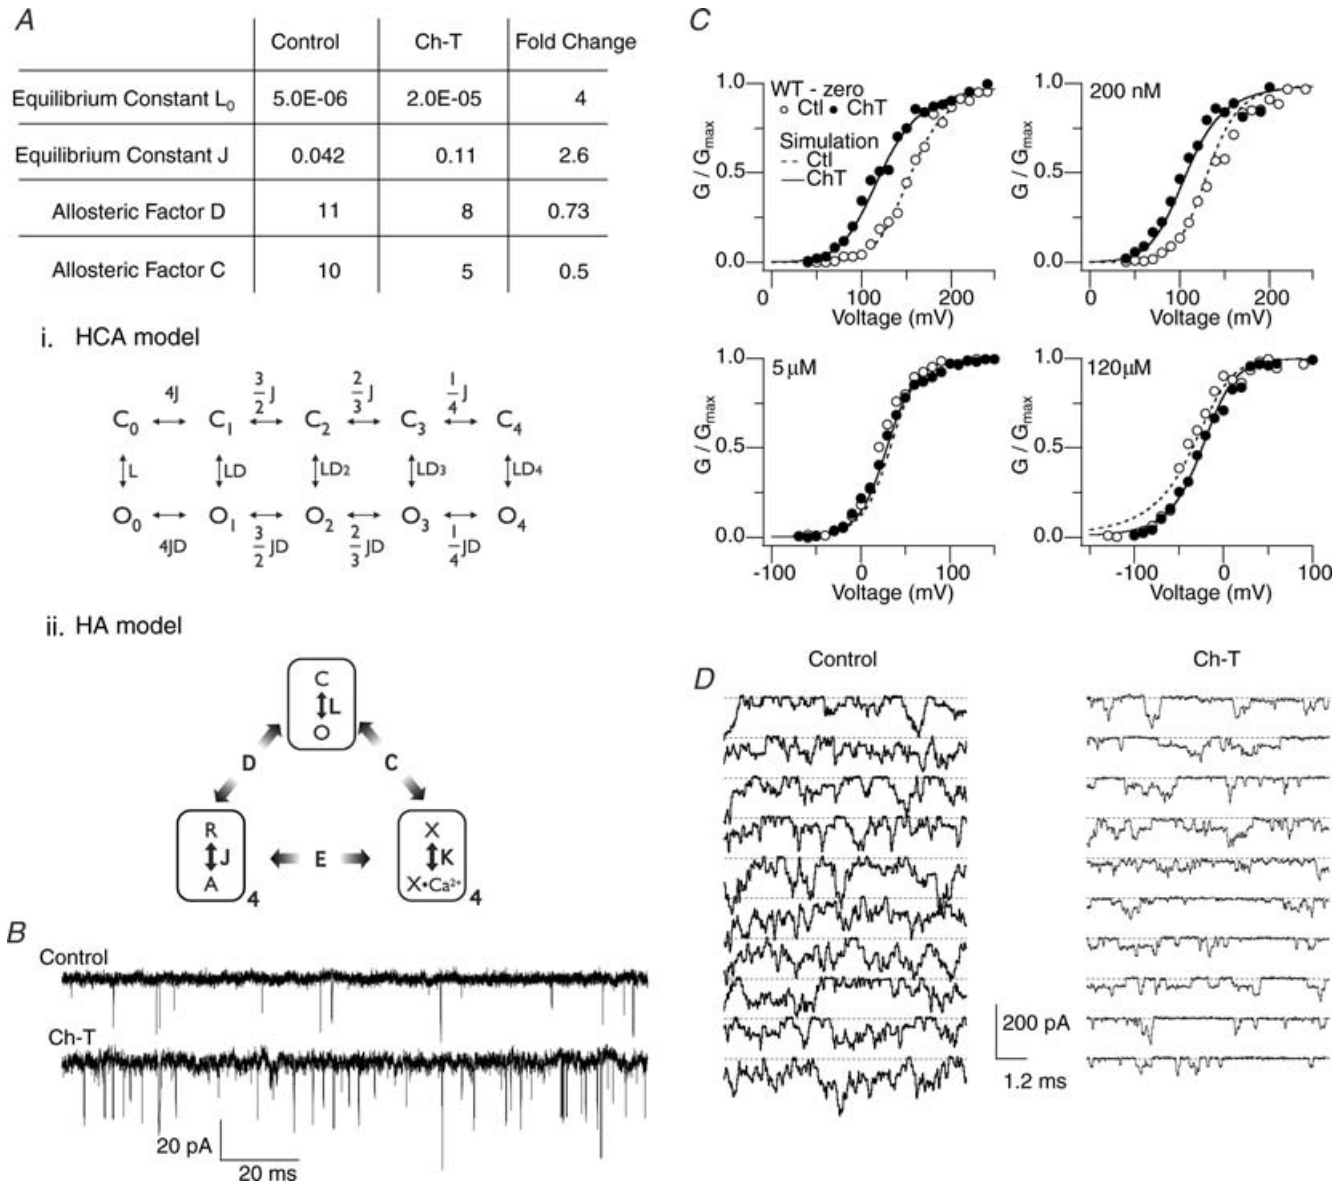 A
Control Ch-T Fold Change
Equilibrium Constant L0 5.0E-06 2.0E-05 4
Equilibrium Constant J 0.042 0.11 2.6
Allosteric Factor D 11 8 0.73
Allosteric Factor C 10 5 0.5
i. HCA model
4J 3/2 J 2/3 J 1/4 J
C0 C1 C2 C3 C4
L LD LD2 LD3 LD4
O0 O1 O2 O3 O4
4JD 3/2 JD 2/3 JD 1/4 JD
ii. HA model
C
L
O
D C
R X
J E K
A X•Ca2+
4 4
B
Control
Ch-T
20 pA
20 ms
C
WT - zero
Ctl ChT
Simulation
Ctl
ChT
G / Gmax
1.0
0.5
0.0
0 100 200
Voltage (mV)
200 nM
G / Gmax
1.0
0.5
0.0
0 100 200
Voltage (mV)
5 µM
G / Gmax
1.0
0.5
0.0
-100 0 100
Voltage (mV)
120µM
G / Gmax
1.0
0.5
0.0
-100 0 100
Voltage (mV)
D
Control Ch-T
200 pA
1.2 ms